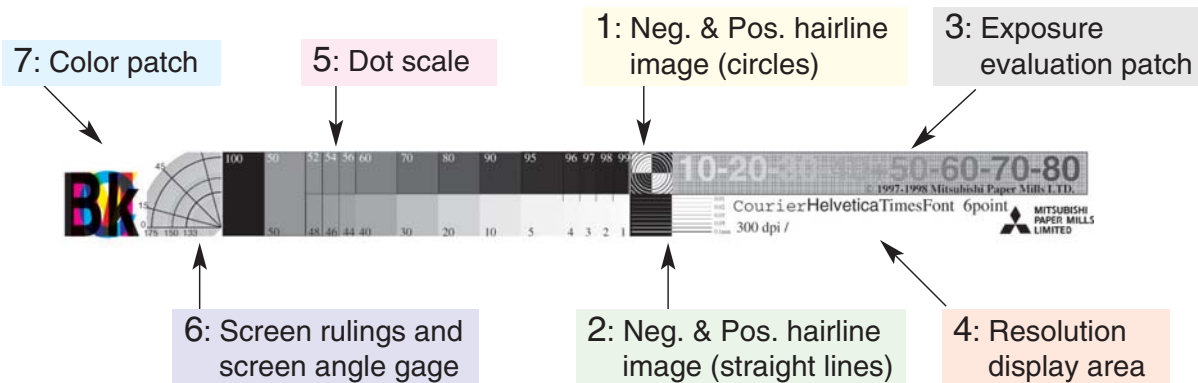 1: Neg. & Pos. hairline
image (circles)
3: Exposure
evaluation patch
7: Color patch
5: Dot scale
100 50 52 54 56 60 70 80 90 95 96 97 98 99
10-20-30-40-50-60-70-80
© 1997-1998 Mitsubishi Paper Mills LTD.
45
15
175 150 133
Bk
50 48 46 44 40 30 20 10 5 4 3 2 1
CourierHelveticaTimesFont 6point
300 dpi /
MITSUBISHI
PAPER MILLS
LIMITED
6: Screen rulings and
screen angle gage
2: Neg. & Pos. hairline
image (straight lines)
4: Resolution
display area